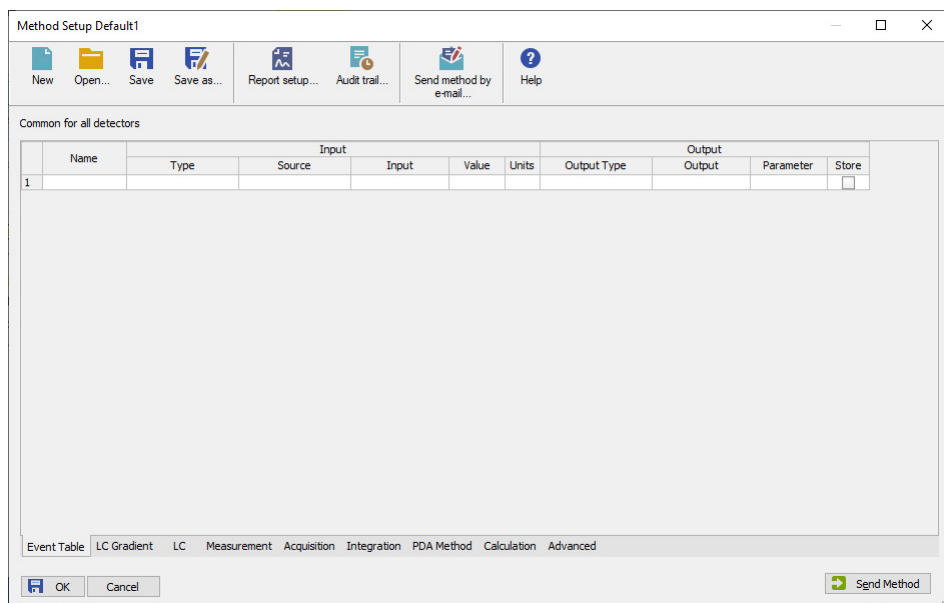 Method Setup Default1
New Open... Save Save as... Report setup... Audit trail... Send method by e-mail... Help
Common for all detectors
Name Input Output
Type Source Input Value Units Output Type Output Parameter Store
1
Event Table LC Gradient LC Measurement Acquisition Integration PDA Method Calculation Advanced
OK Cancel Send Method